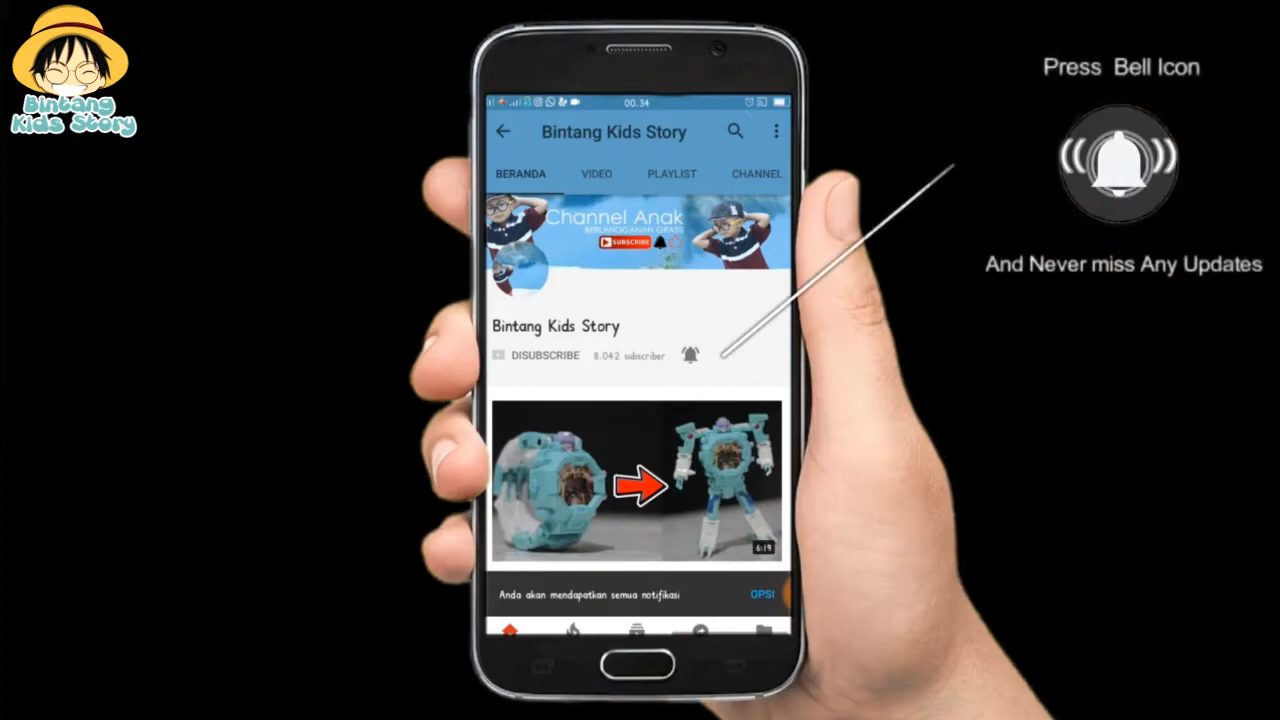 Bintang
Kids Story
Press Bell Icon
And Never miss Any Updates
00.34
Bintang Kids Story
BERANDA VIDEO PLAYLIST CHANNEL
Channel Anak
BERLANGGANAN GRATIS
SUBSCRIBE
Bintang Kids Story
DISUBSCRIBE 8.042 subscriber
6:19
Anda akan mendapatkan semua notifikasi OPSI